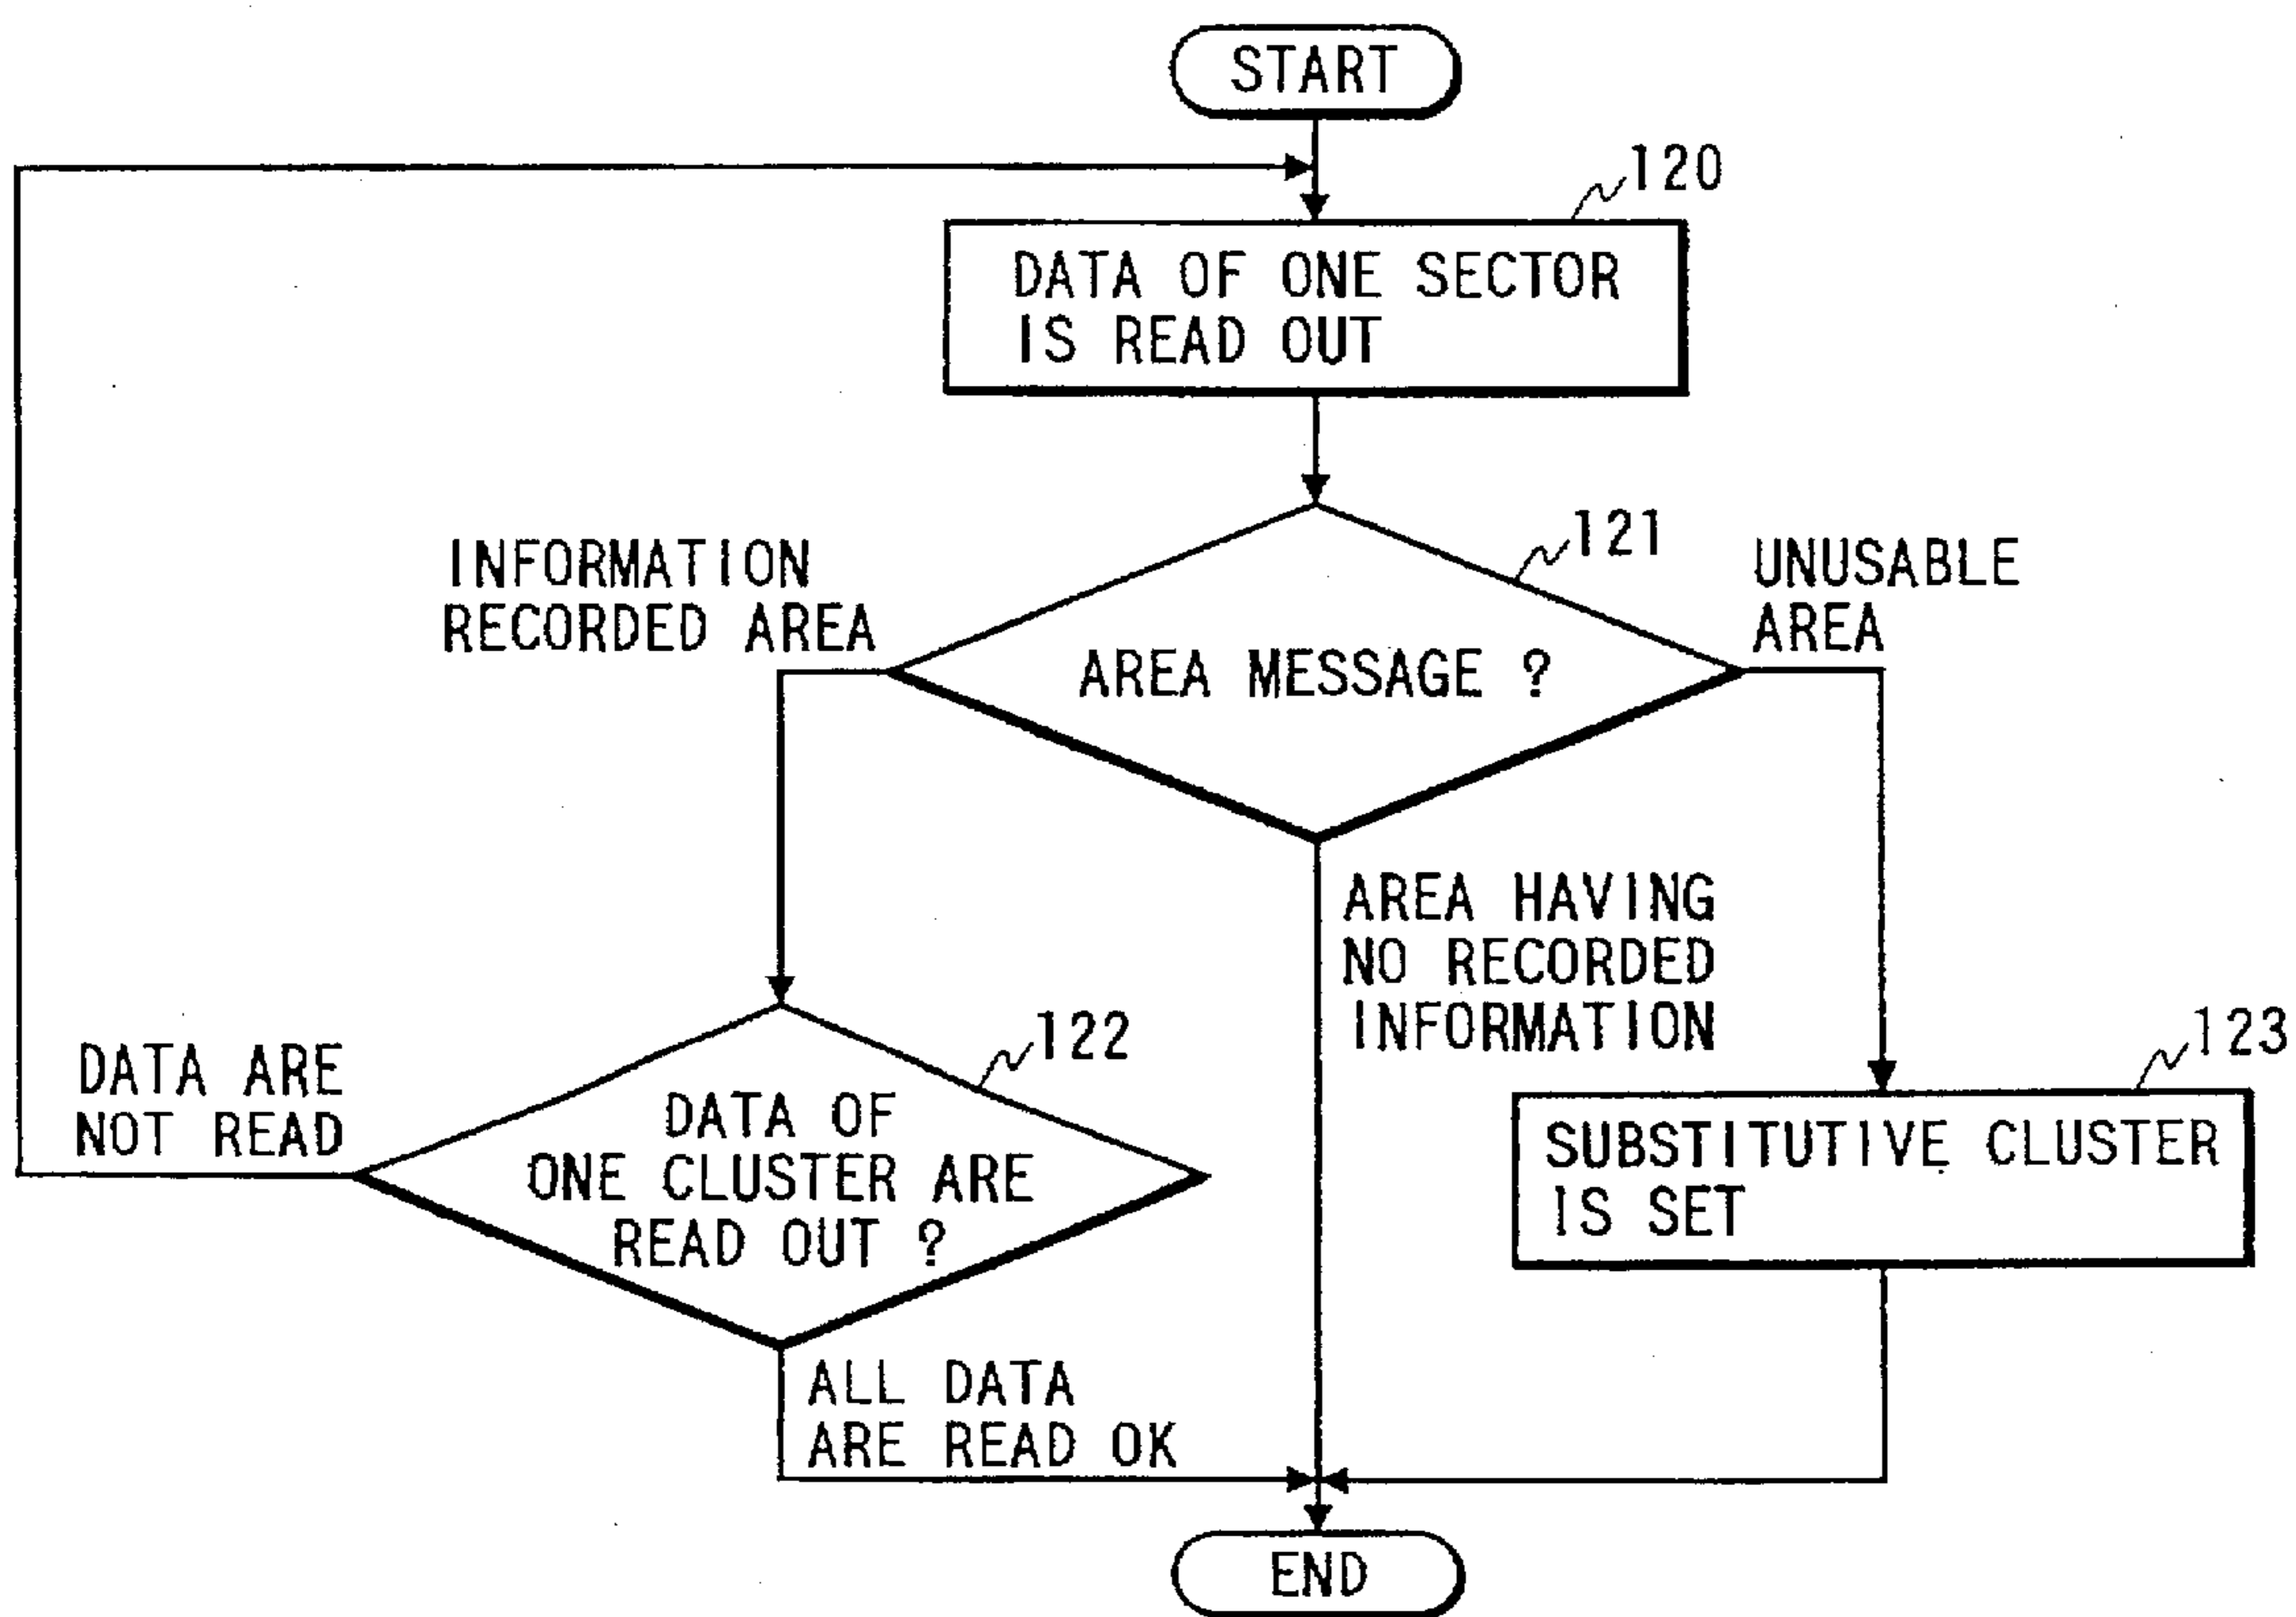 START
120
DATA OF ONE SECTOR
IS READ OUT
121
INFORMATION
RECORDED AREA
UNUSABLE
AREA
AREA MESSAGE ?
AREA HAVING
NO RECORDED
INFORMATION
122
123
DATA ARE
NOT READ
DATA OF
ONE CLUSTER ARE
READ OUT ?
SUBSTITUTIVE CLUSTER
IS SET
ALL DATA
ARE READ OK
END